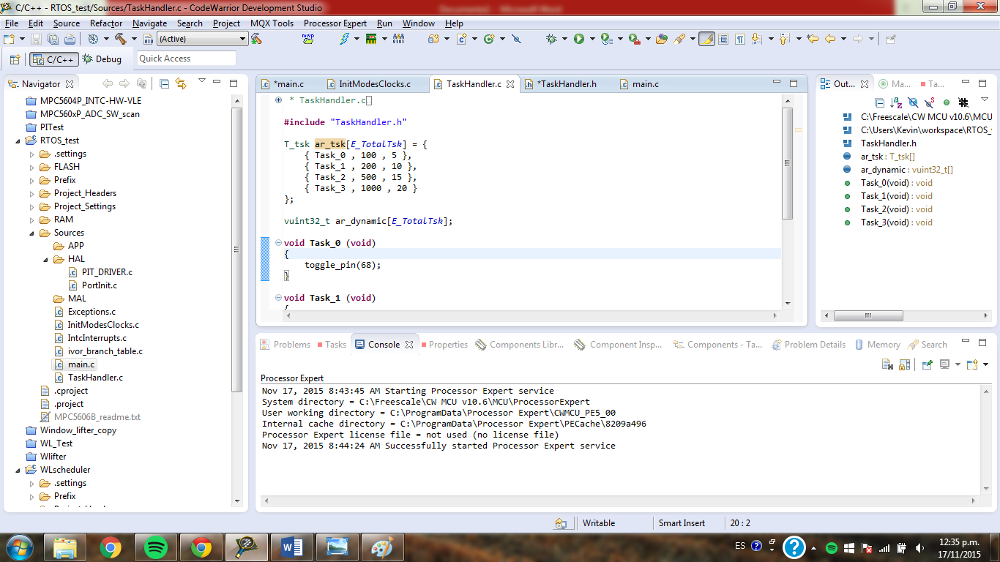 C/C++ - RTOS_test/Sources/TaskHandler.c - CodeWarrior Development Studio
File Edit Source Refactor Navigate Search Project MQX Tools Processor Expert Run Window Help
(Active)
C/C++ Debug Quick Access
Navigator
MPC5604P_INTC-HW-VLE
MPC560xP_ADC_SW_scan
PITest
RTOS_test
.settings
FLASH
Prefix
Project_Headers
Project_Settings
RAM
Sources
APP
HAL
PIT_DRIVER.c
PortInit.c
MAL
Exceptions.c
InitModesClocks.c
IntcInterrupts.c
ivor_branch_table.c
main.c
TaskHandler.c
.cproject
.project
MPC5606B_readme.txt
Window_lifter_copy
WL_Test
Wlifter
WLscheduler
.settings
Prefix
*main.c InitModesClocks.c TaskHandler.c *TaskHandler.h main.c
* TaskHandler.c
#include "TaskHandler.h"
T_tsk ar_tsk[E_TotalTsk] = {
{ Task_0 , 100 , 5 },
{ Task_1 , 200 , 10 },
{ Task_2 , 500 , 15 },
{ Task_3 , 1000 , 20 }
};
vuint32_t ar_dynamic[E_TotalTsk];
void Task_0 (void)
{
toggle_pin(68);
}
void Task_1 (void)
{
Out... Ma... Ta...
C:\Freescale\CW MCU v10.6\MCU
C:\Users\Kevin\workspace\RTOS_
TaskHandler.h
ar_tsk : T_tsk[]
ar_dynamic : vuint32_t[]
Task_0(void) : void
Task_1(void) : void
Task_2(void) : void
Task_3(void) : void
Problems Tasks Console Properties Components Libr... Component Insp... Components - Ta... Problem Details Memory Search
Processor Expert
Nov 17, 2015 8:43:45 AM Starting Processor Expert service
System directory = C:\Freescale\CW MCU v10.6\MCU\ProcessorExpert
User working directory = C:\ProgramData\Processor Expert\CWMCU_PE5_00
Internal cache directory = C:\ProgramData\Processor Expert\PECache\8209a496
Processor Expert license file = not used (no license file)
Nov 17, 2015 8:44:24 AM Successfully started Processor Expert service
Writable Smart Insert 20 : 2
ES 12:35 p.m.
17/11/2015